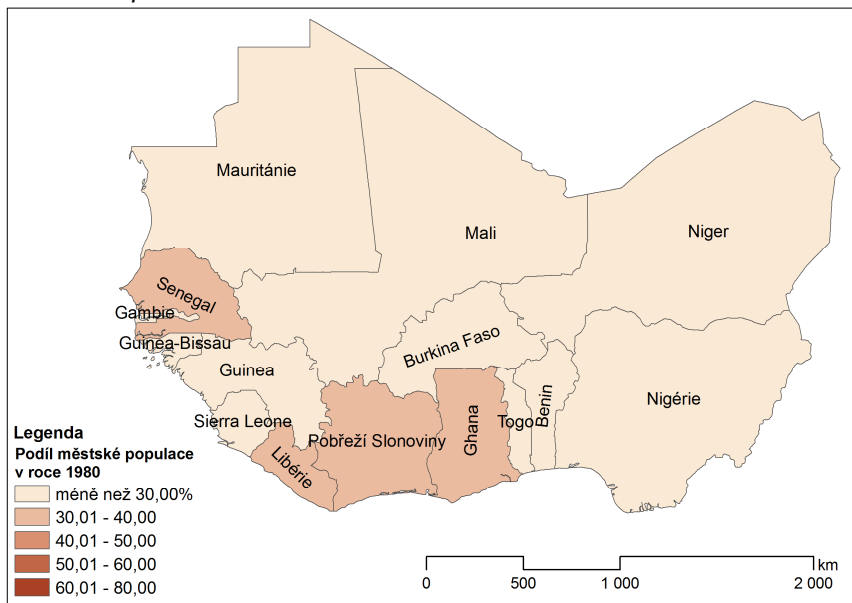 Mauritánie
Mali
Niger
Senegal
Gambie
Guinea-Bissau
Burkina Faso
Guinea
Sierra Leone
Libérie
Pobřeží Slonoviny
Ghana
Togo
Benin
Nigérie
Legenda
Podíl městské populace
v roce 1980
méně než 30,00%
30,01 - 40,00
40,01 - 50,00
50,01 - 60,00
60,01 - 80,00
km
0 500 1 000 2 000